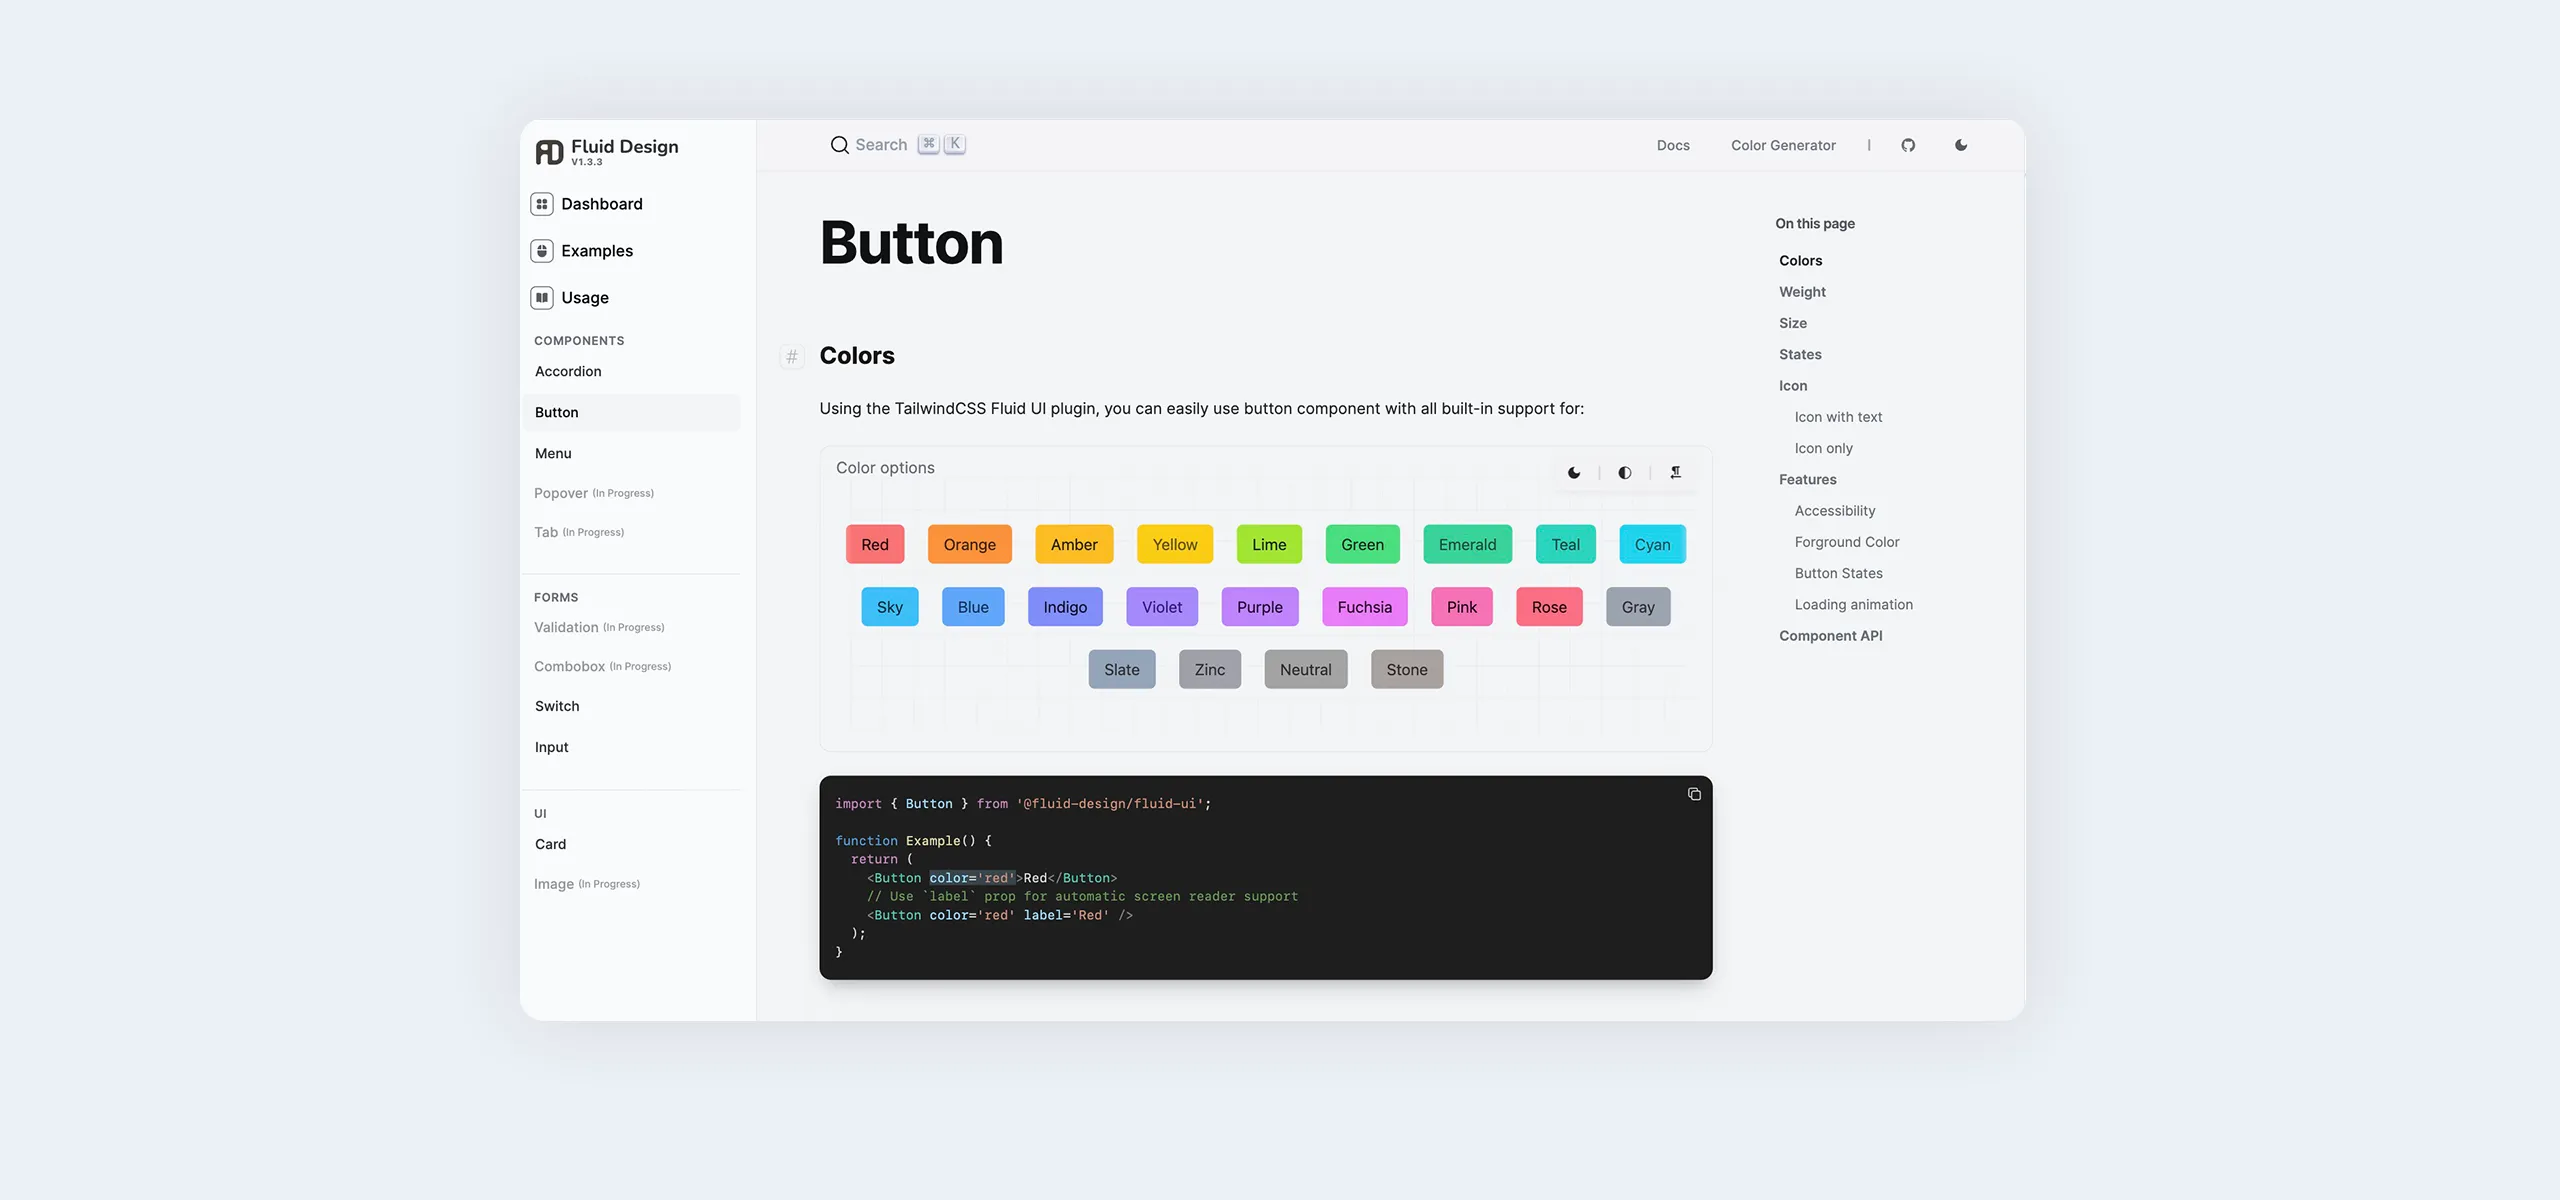 Fluid Design
V1.3.3
Dashboard
Examples
Usage
COMPONENTS
Accordion
Button
Menu
Popover (In Progress)
Tab (In Progress)
FORMS
Validation (In Progress)
Combobox (In Progress)
Switch
Input
UI
Card
Image (In Progress)
Search ⌘ K
Docs Color Generator |
Button
# Colors
Using the TailwindCSS Fluid UI plugin, you can easily use button component with all built-in support for:
Color options
Red Orange Amber Yellow Lime Green Emerald Teal Cyan
Sky Blue Indigo Violet Purple Fuchsia Pink Rose Gray
Slate Zinc Neutral Stone
import { Button } from '@fluid-design/fluid-ui';
function Example() {
return (
<Button color='red'>Red</Button>
// Use `label` prop for automatic screen reader support
<Button color='red' label='Red' />
);
}
On this page
Colors
Weight
Size
States
Icon
Icon with text
Icon only
Features
Accessibility
Forground Color
Button States
Loading animation
Component API